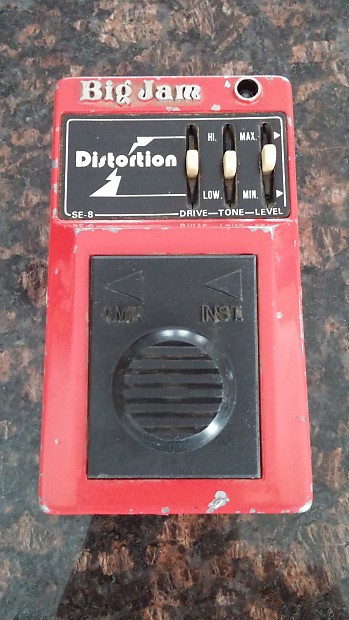 Big Jam
HI. MAX.
Distortion
LOW. MIN.
SE-8 DRIVE—TONE—LEVEL
AMP. INST.